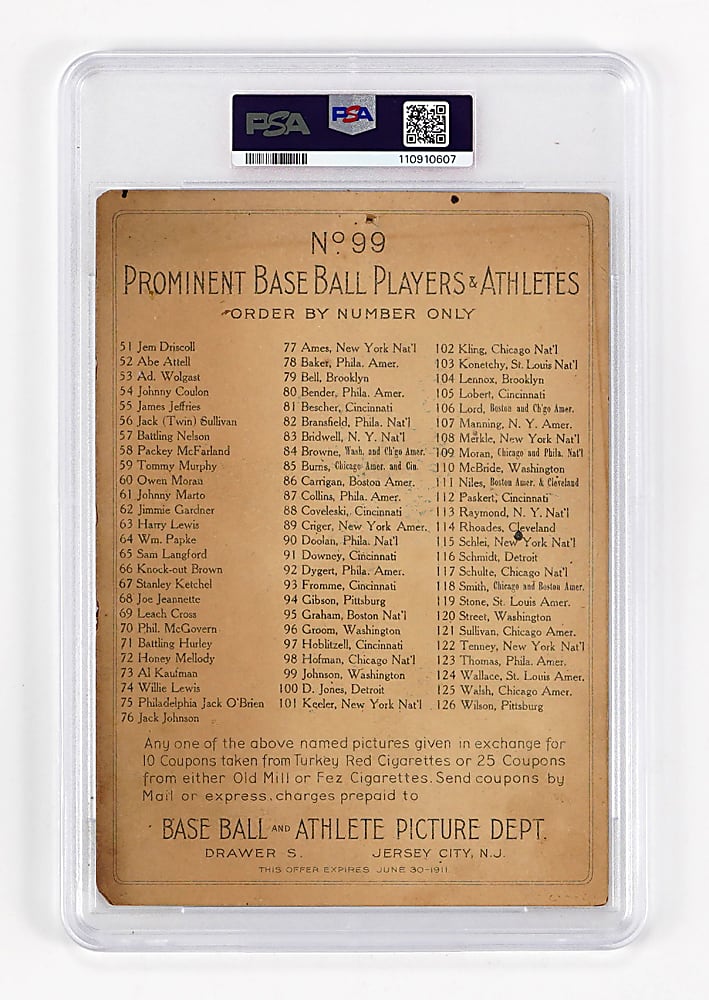 PSA
PSA
110910607
Nº 99
PROMINENT BASE BALL PLAYERS & ATHLETES
ORDER BY NUMBER ONLY
51 Jem Driscoll
52 Abe Attell
53 Ad. Wolgast
54 Johnny Coulon
55 James Jeffries
56 Jack (Twin) Sullivan
57 Battling Nelson
58 Packey McFarland
59 Tommy Murphy
60 Owen Moran
61 Johnny Marto
62 Jimmie Gardner
63 Harry Lewis
64 Wm. Papke
65 Sam Langford
66 Knock-out Brown
67 Stanley Ketchel
68 Joe Jeannette
69 Leach Cross
70 Phil. McGovern
71 Battling Hurley
72 Honey Mellody
73 Al Kaufman
74 Willie Lewis
75 Philadelphia Jack O'Brien
76 Jack Johnson
77 Ames, New York Nat'l
78 Baker, Phila. Amer.
79 Bell, Brooklyn
80 Bender, Phila. Amer.
81 Bescher, Cincinnati
82 Bransfield, Phila. Nat'l
83 Bridwell, N. Y. Nat'l
84 Browne, Wash. and Ch'go Amer.
85 Burns, Chicago Amer. and Cin.
86 Carrigan, Boston Amer.
87 Collins, Phila. Amer.
88 Coveleski, Cincinnati
89 Criger, New York Amer.
90 Doolan, Phila. Nat'l
91 Downey, Cincinnati
92 Dygert, Phila. Amer.
93 Fromme, Cincinnati
94 Gibson, Pittsburg
95 Graham, Boston Nat'l
96 Groom, Washington
97 Hoblitzell, Cincinnati
98 Hofman, Chicago Nat'l
99 Johnson, Washington
100 D. Jones, Detroit
101 Keeler, New York Nat'l
102 Kling, Chicago Nat'l
103 Konetchy, St. Louis Nat'l
104 Lennox, Brooklyn
105 Lobert, Cincinnati
106 Lord, Boston and Ch'go Amer.
107 Manning, N. Y. Amer.
108 Merkle, New York Nat'l
109 Moran, Chicago and Phila. Nat'l
110 McBride, Washington
111 Niles, Boston Amer. & Cleveland
112 Paskert, Cincinnati
113 Raymond, N. Y. Nat'l
114 Rhoades, Cleveland
115 Schlei, New York Nat'l
116 Schmidt, Detroit
117 Schulte, Chicago Nat'l
118 Smith, Chicago and Boston Amer.
119 Stone, St. Louis Amer.
120 Street, Washington
121 Sullivan, Chicago Amer.
122 Tenney, New York Nat'l
123 Thomas, Phila. Amer.
124 Wallace, St. Louis Amer.
125 Walsh, Chicago Amer.
126 Wilson, Pittsburg
Any one of the above named pictures given in exchange for
10 Coupons taken from Turkey Red Cigarettes or 25 Coupons
from either Old Mill or Fez Cigarettes. Send coupons by
Mail or express, charges prepaid to
BASE BALL AND ATHLETE PICTURE DEPT.
DRAWER S. JERSEY CITY, N.J.
THIS OFFER EXPIRES JUNE 30-1911